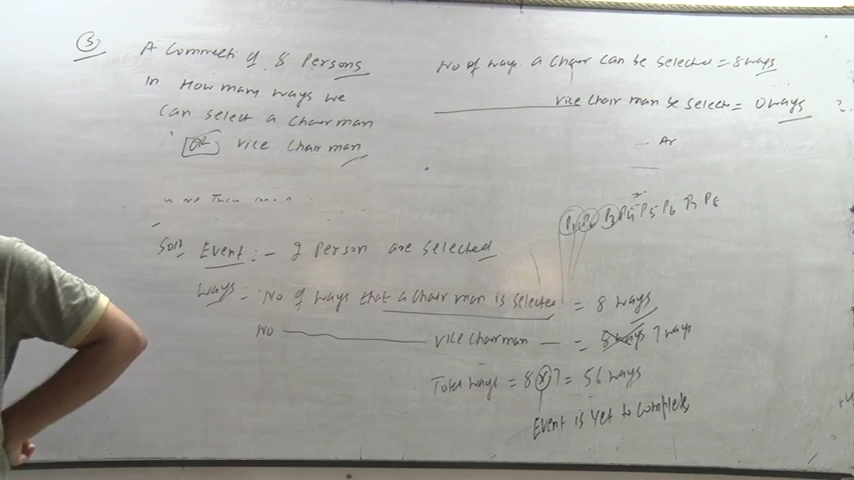 (3) A Committi of 8 Persons
in How many ways we
can select a Chairman
OR vice Chairman
Soln Event :- 2 Person are selected
Ways :- No of ways that a chair man is selected = 8 ways
No ——— vice chairman — = 8 ways 7 ways
Total ways = 8 x 7 = 56 ways
Event is yet to complete
No of ways a chair can be selected = 8 ways
——— vice chair man be select = 0 ways
P1 P2 P3 P4 P5 P6 P7 P8